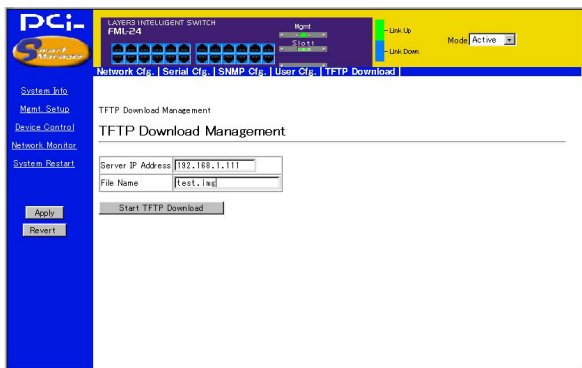 PCi-
Smart
Manager
LAYER3 INTELLIGENT SWITCH
FML-24
Mgmt
Slot1
Link Up
Link Down
Mode Active
Network Cfg. | Serial Cfg. | SNMP Cfg. | User Cfg. | TFTP Download |
System Info
Mgmt. Setup
Device Control
Network Monitor
System Restart
Apply
Revert
TFTP Download Management
TFTP Download Management
Server IP Address 192.168.1.111
File Name test.img
Start TFTP Download